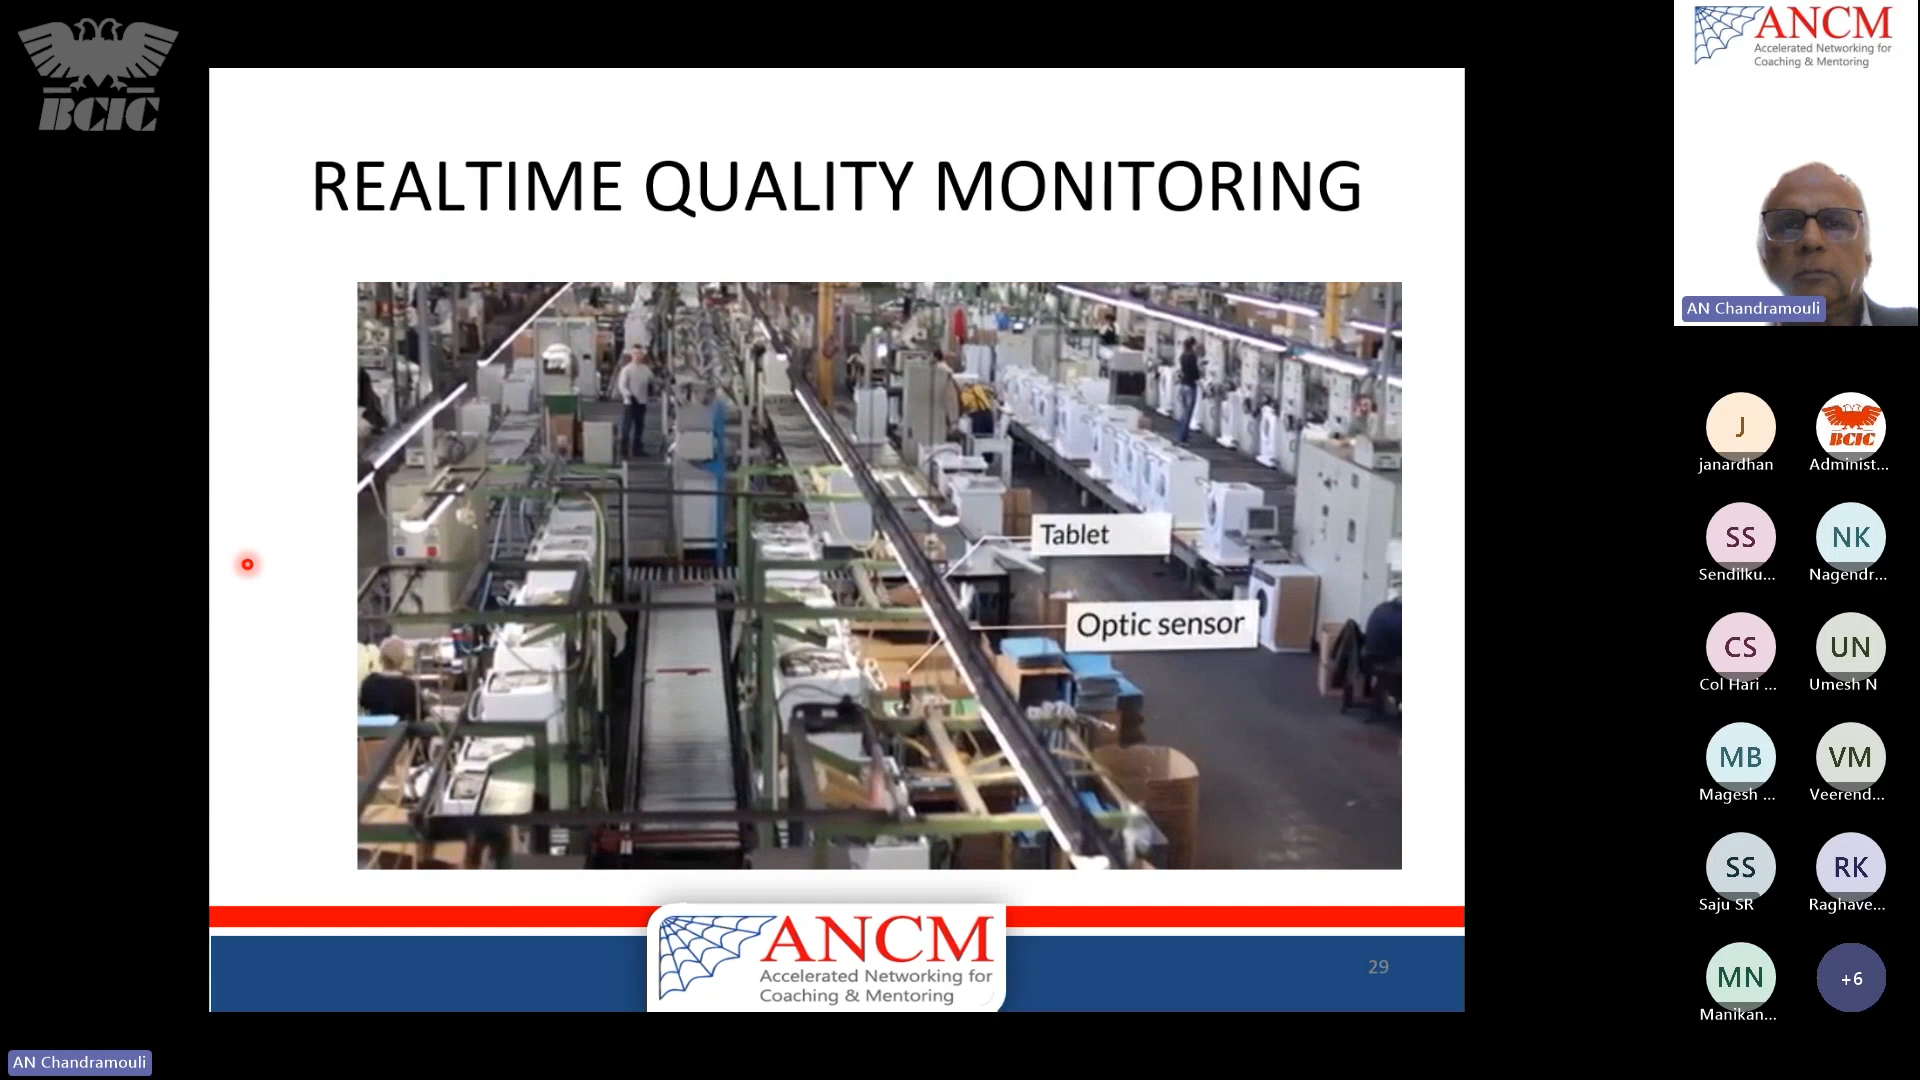 BCIC
REALTIME QUALITY MONITORING
Tablet
Optic sensor
ANCM
Accelerated Networking for
Coaching & Mentoring
29
AN Chandramouli
ANCM
Accelerated Networking for
Coaching & Mentoring
AN Chandramouli
J
janardhan
BCIC
Administ...
SS
Sendilku...
NK
Nagendr...
CS
Col Hari ...
UN
Umesh N
MB
Magesh ...
VM
Veerend...
SS
Saju SR
RK
Raghave...
MN
Manikan...
+6